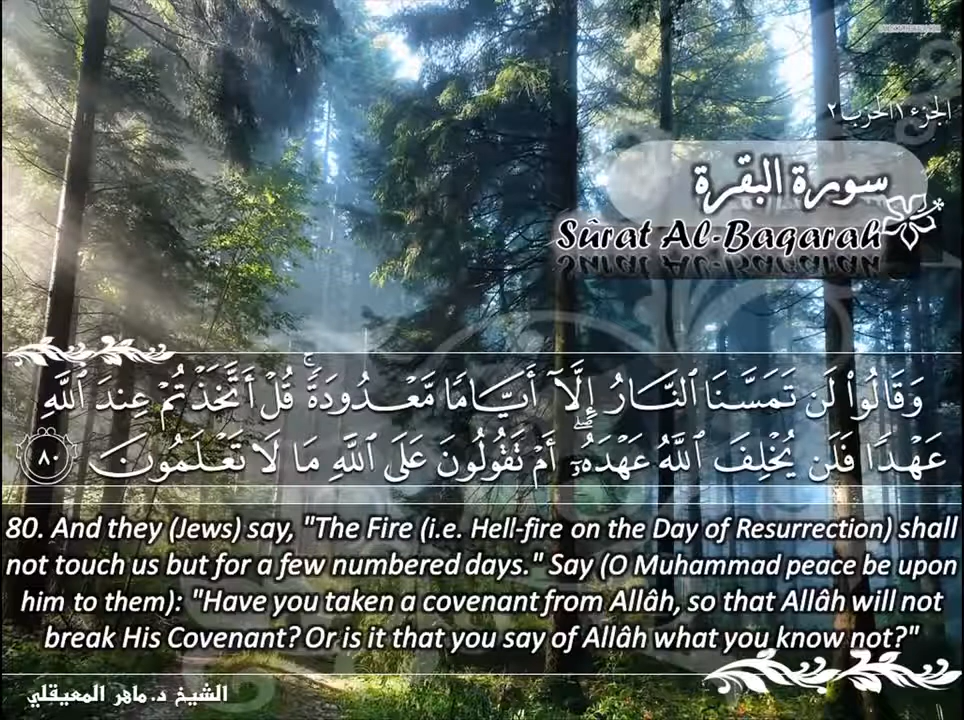 الجزء ١ الحزب ٢
سورة البقرة
Sûrat Al-Baqarah
وَقَالُوا۟ لَن تَمَسَّنَا ٱلنَّارُ إِلَّآ أَيَّامًا مَّعْدُودَةً ۚ قُلْ أَتَّخَذْتُمْ عِندَ ٱللَّهِ
عَهْدًا فَلَن يُخْلِفَ ٱللَّهُ عَهْدَهُۥٓ ۖ أَمْ تَقُولُونَ عَلَى ٱللَّهِ مَا لَا تَعْلَمُونَ ٨٠
80. And they (Jews) say, "The Fire (i.e. Hell-fire on the Day of Resurrection) shall
not touch us but for a few numbered days." Say (O Muhammad peace be upon
him to them): "Have you taken a covenant from Allâh, so that Allâh will not
break His Covenant? Or is it that you say of Allâh what you know not?"
الشيخ د. ماهر المعيقلي